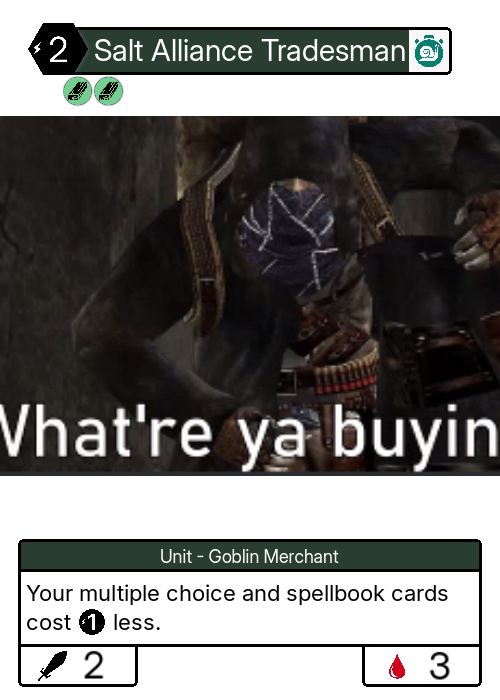 2 Salt Alliance Tradesman
What're ya buyin
Unit - Goblin Merchant
Your multiple choice and spellbook cards
cost 1 less.
2 3